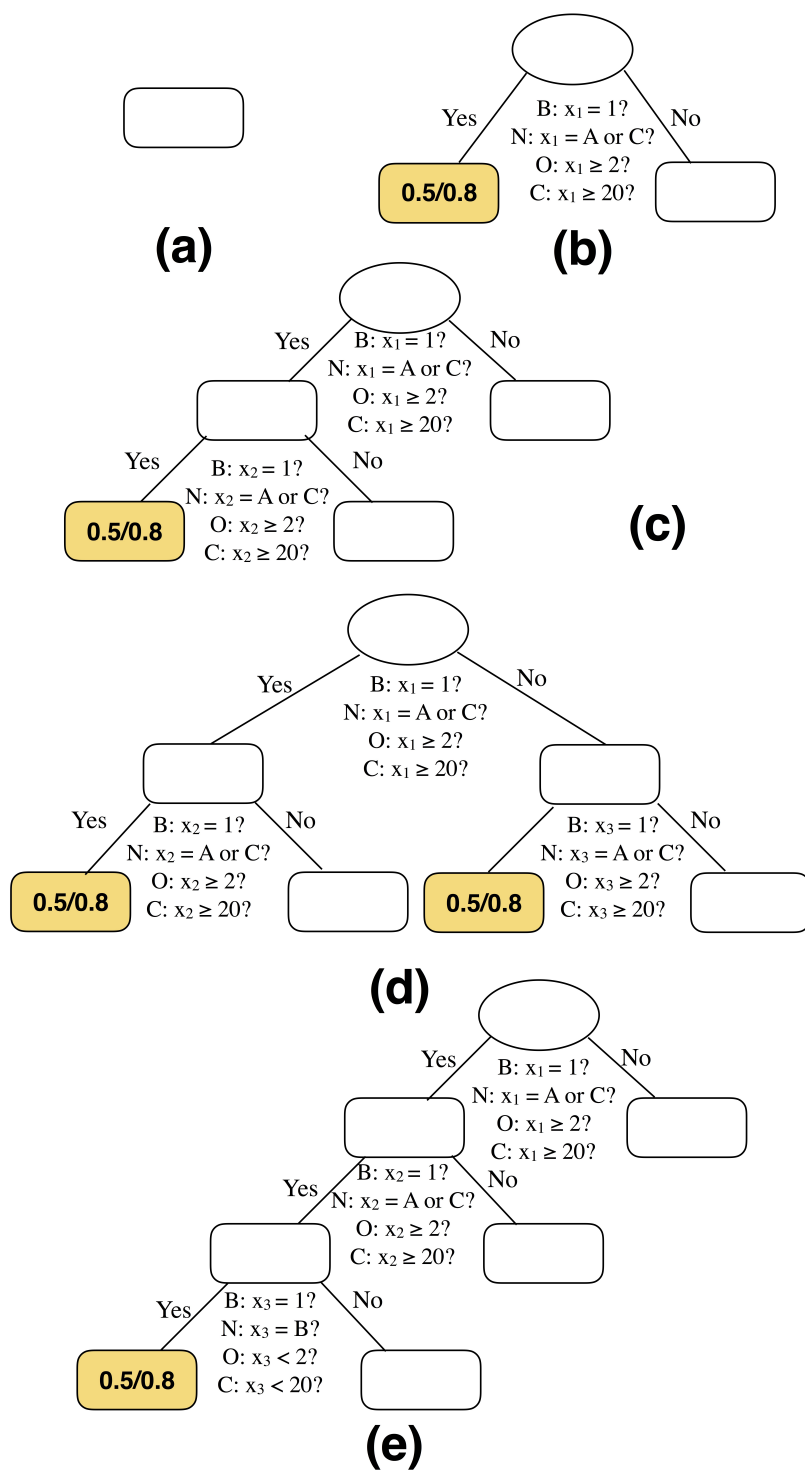 Yes
B: x₁ = 1?
No
N: x₁ = A or C?
O: x₁ ≥ 2?
C: x₁ ≥ 20?
0.5/0.8
(a)
(b)
Yes
B: x₁ = 1?
No
N: x₁ = A or C?
O: x₁ ≥ 2?
C: x₁ ≥ 20?
Yes
B: x₂ = 1?
No
N: x₂ = A or C?
O: x₂ ≥ 2?
C: x₂ ≥ 20?
0.5/0.8
(c)
Yes
B: x₁ = 1?
No
N: x₁ = A or C?
O: x₁ ≥ 2?
C: x₁ ≥ 20?
Yes
B: x₂ = 1?
No
N: x₂ = A or C?
O: x₂ ≥ 2?
C: x₂ ≥ 20?
0.5/0.8
B: x₃ = 1?
No
N: x₃ = A or C?
O: x₃ ≥ 2?
C: x₃ ≥ 20?
0.5/0.8
(d)
Yes
B: x₁ = 1?
No
N: x₁ = A or C?
O: x₁ ≥ 2?
C: x₁ ≥ 20?
Yes
B: x₂ = 1?
No
N: x₂ = A or C?
O: x₂ ≥ 2?
C: x₂ ≥ 20?
Yes
B: x₃ = 1?
No
N: x₃ = B?
O: x₃ < 2?
C: x₃ < 20?
0.5/0.8
(e)